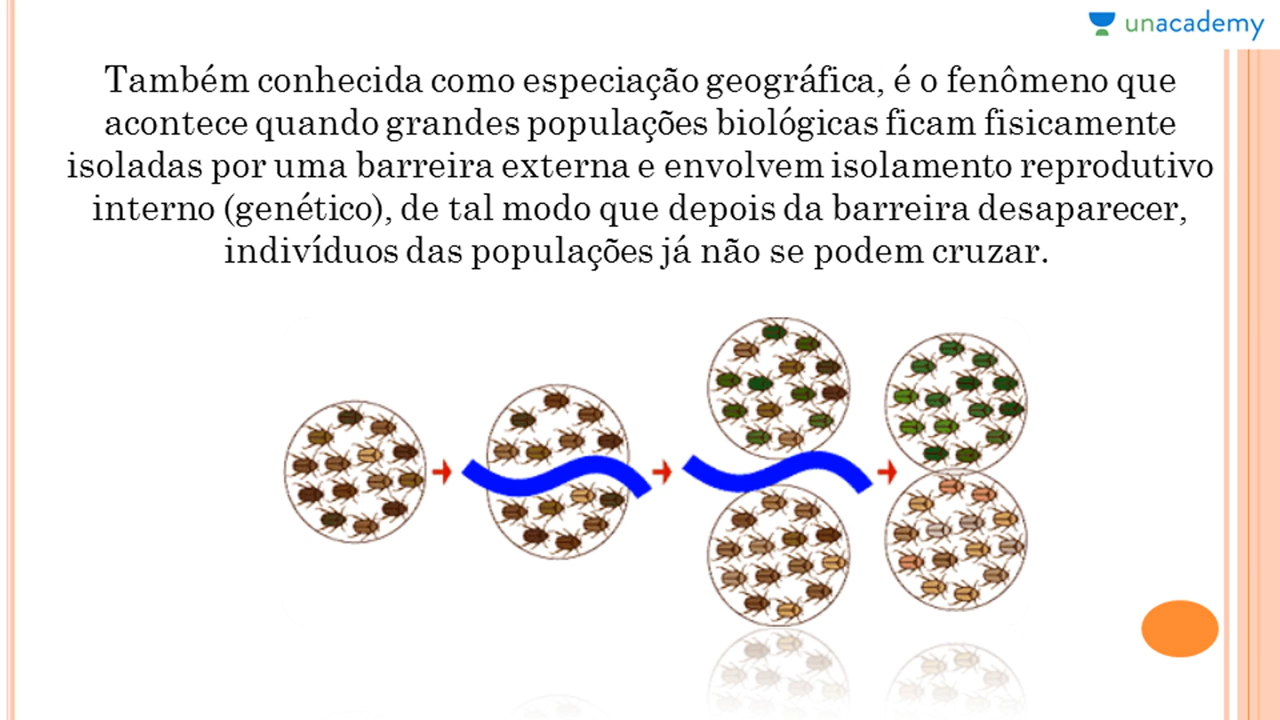 unacademy
Também conhecida como especiação geográfica, é o fenômeno que
acontece quando grandes populações biológicas ficam fisicamente
isoladas por uma barreira externa e envolvem isolamento reprodutivo
interno (genético), de tal modo que depois da barreira desaparecer,
indivíduos das populações já não se podem cruzar.